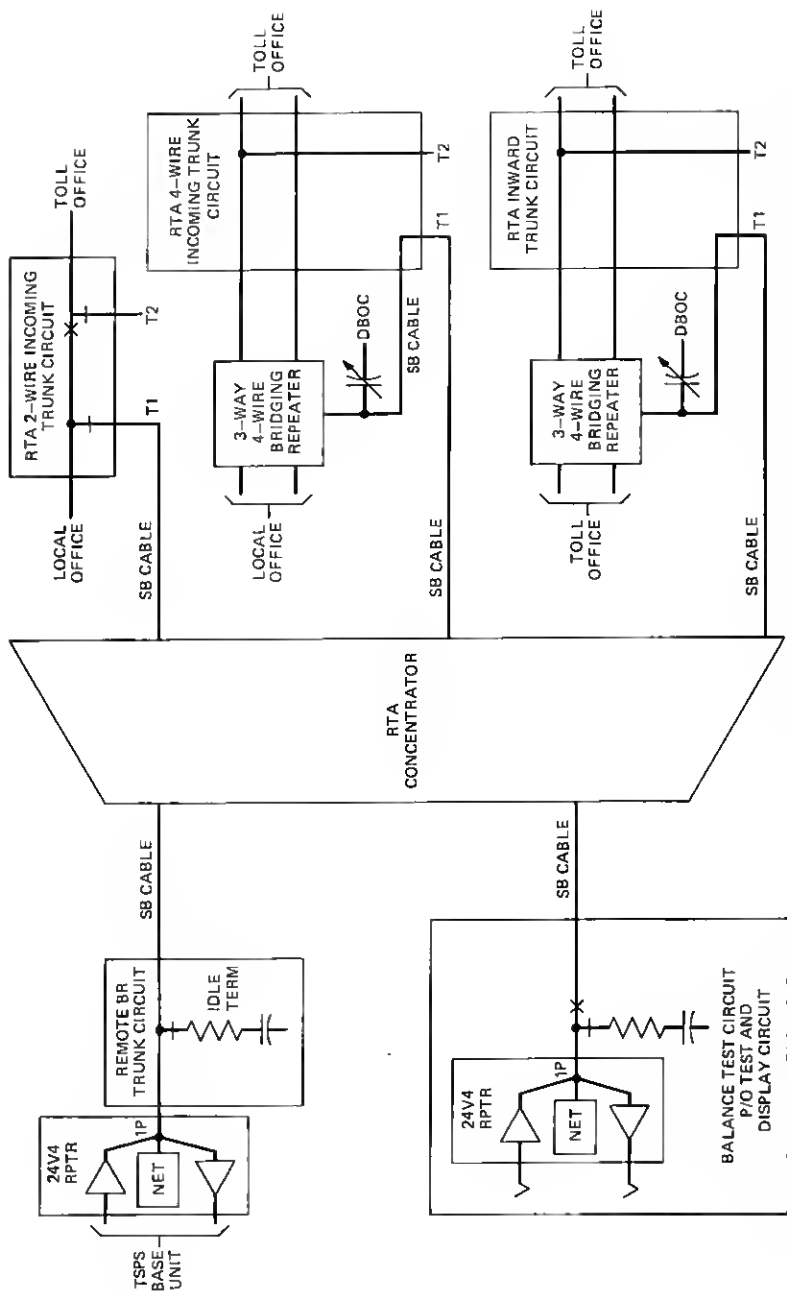 TSPS
BASE
UNIT
24V4
RPTR
NET
1P
REMOTE BR
TRUNK CIRCUIT
IDLE
TERM
SB CABLE
24V4
RPTR
NET
1P
BALANCE TEST CIRCUIT
P/O TEST AND
DISPLAY CIRCUIT
SB CABLE
RTA
CONCENTRATOR
LOCAL
OFFICE
RTA 2-WIRE INCOMING
TRUNK CIRCUIT
T1
T2
TOLL
OFFICE
SB CABLE
LOCAL
OFFICE
3-WAY
4-WIRE
BRIDGING
REPEATER
DBOC
SB CABLE
RTA 4-WIRE
INCOMING TRUNK
CIRCUIT
T1
T2
TOLL
OFFICE
SB CABLE
TOLL
OFFICE
3-WAY
4-WIRE
BRIDGING
REPEATER
DBOC
RTA INWARD
TRUNK CIRCUIT
T1
T2
TOLL
OFFICE
SB CABLE